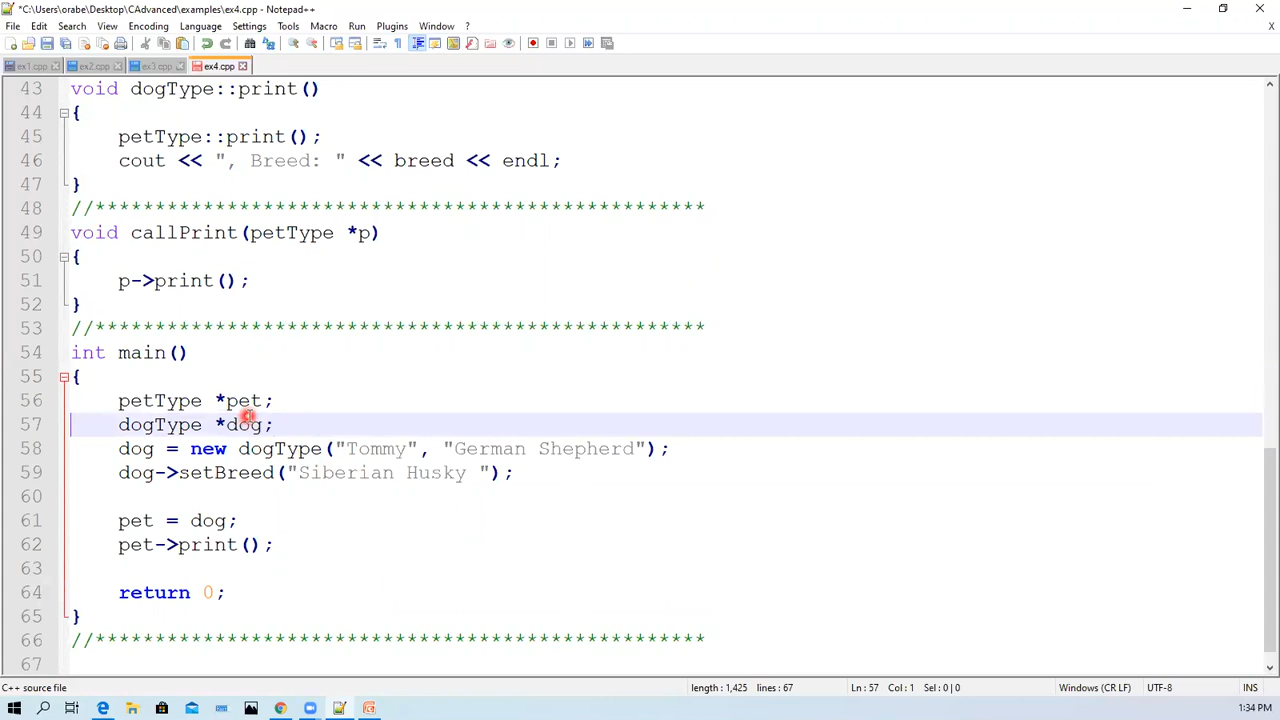 *C:\Users\orabe\Desktop\CAdvanced\examples\ex4.cpp - Notepad++
File Edit Search View Encoding Language Settings Tools Macro Run Plugins Window ?
X
ex1.cpp ex2.cpp ex3.cpp ex4.cpp
43 void dogType::print()
44 {
45 petType::print();
46 cout << ", Breed: " << breed << endl;
47 }
48 //***************************************************
49 void callPrint(petType *p)
50 {
51 p->print();
52 }
53 //***************************************************
54 int main()
55 {
56 petType *pet;
57 dogType *dog;
58 dog = new dogType("Tommy", "German Shepherd");
59 dog->setBreed("Siberian Husky ");
60
61 pet = dog;
62 pet->print();
63
64 return 0;
65 }
66 //***************************************************
67
C++ source file length : 1,425 lines : 67 Ln : 57 Col : 1 Sel : 0 | 0 Windows (CR LF) UTF-8 INS
1:34 PM